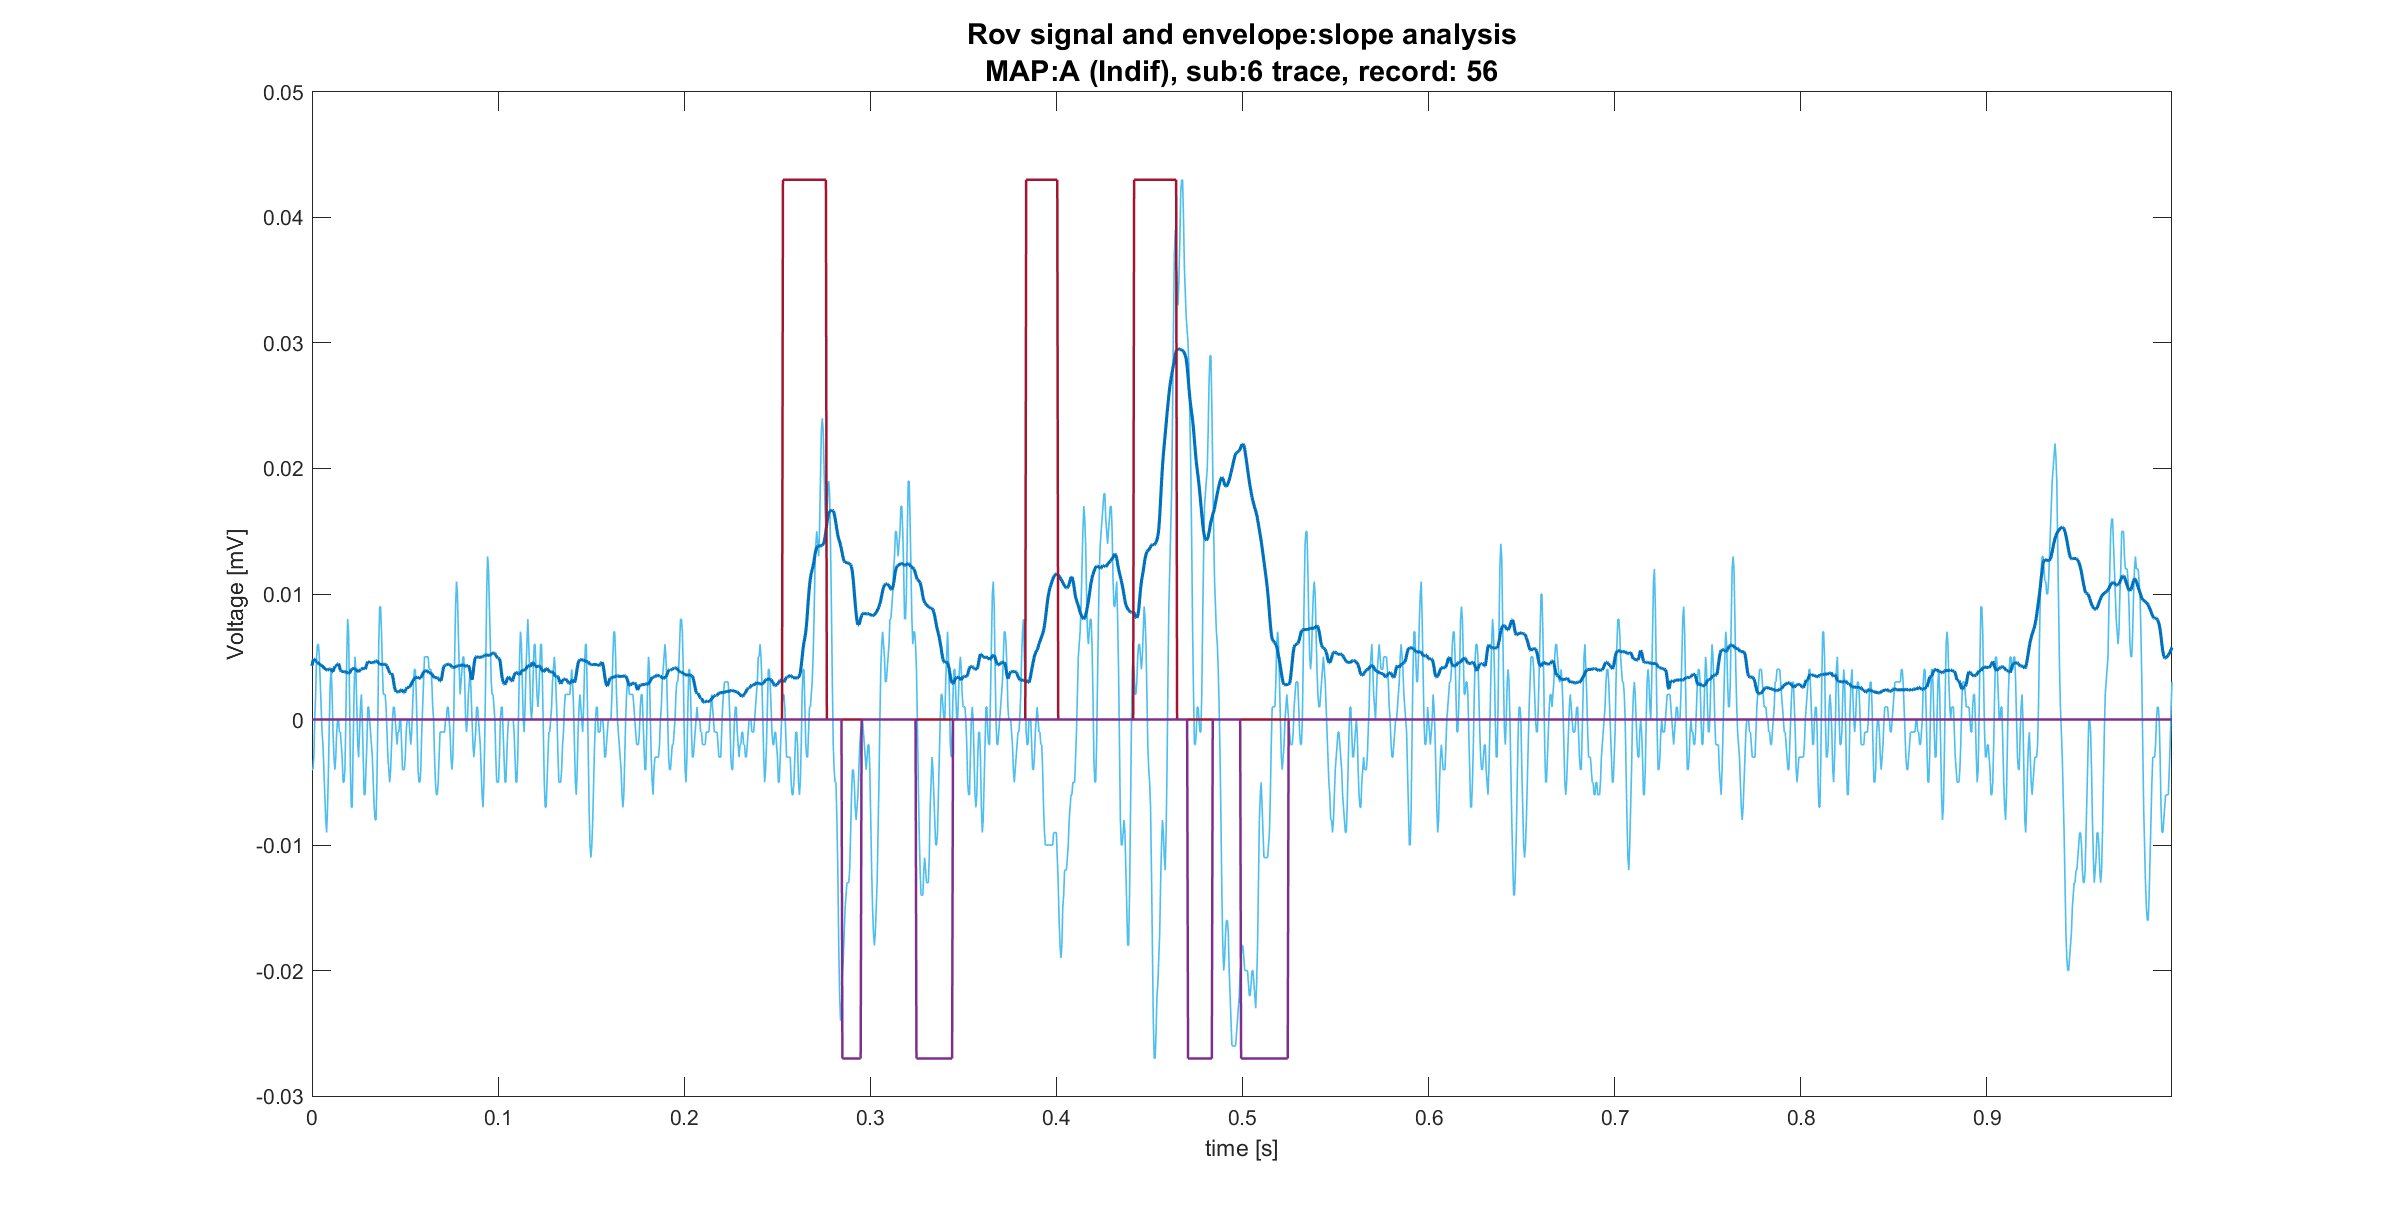 Rov signal and envelope:slope analysis
MAP:A (Indif), sub:6 trace, record: 56
0.05
0.04
0.03
0.02
0.01
0
-0.01
-0.02
-0.03
Voltage [mV]
0 0.1 0.2 0.3 0.4 0.5 0.6 0.7 0.8 0.9
time [s]